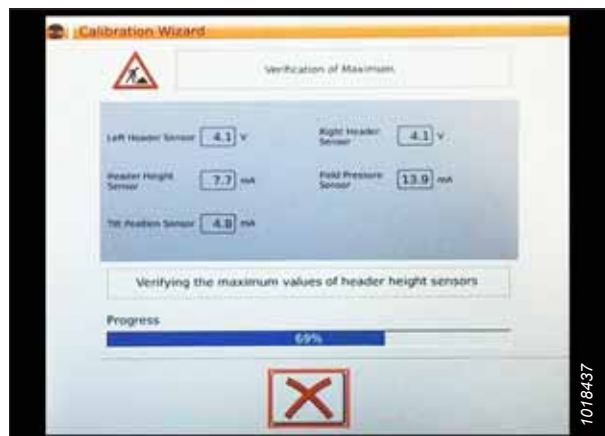 Calibration Wizard
Verification of Maximum
Left Header Sensor 4.1 V
Right Header Sensor 4.1 V
Header Height Sensor 7.7 mA
Field Pressure Sensor 13.9 mA
Tilt Position Sensor 4.8 mA
Verifying the maximum values of header height sensors
Progress
69%
1018437